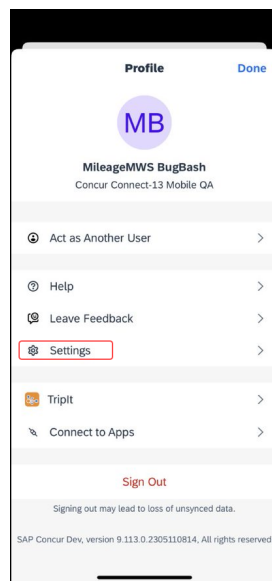 Profile
Done
MB
MileageMWS BugBash
Concur Connect-13 Mobile QA
Act as Another User
Help
Leave Feedback
Settings
TripIt
Connect to Apps
Sign Out
Signing out may lead to loss of unsynced data.
SAP Concur Dev, version 9.113.0.2305110814, All rights reserved